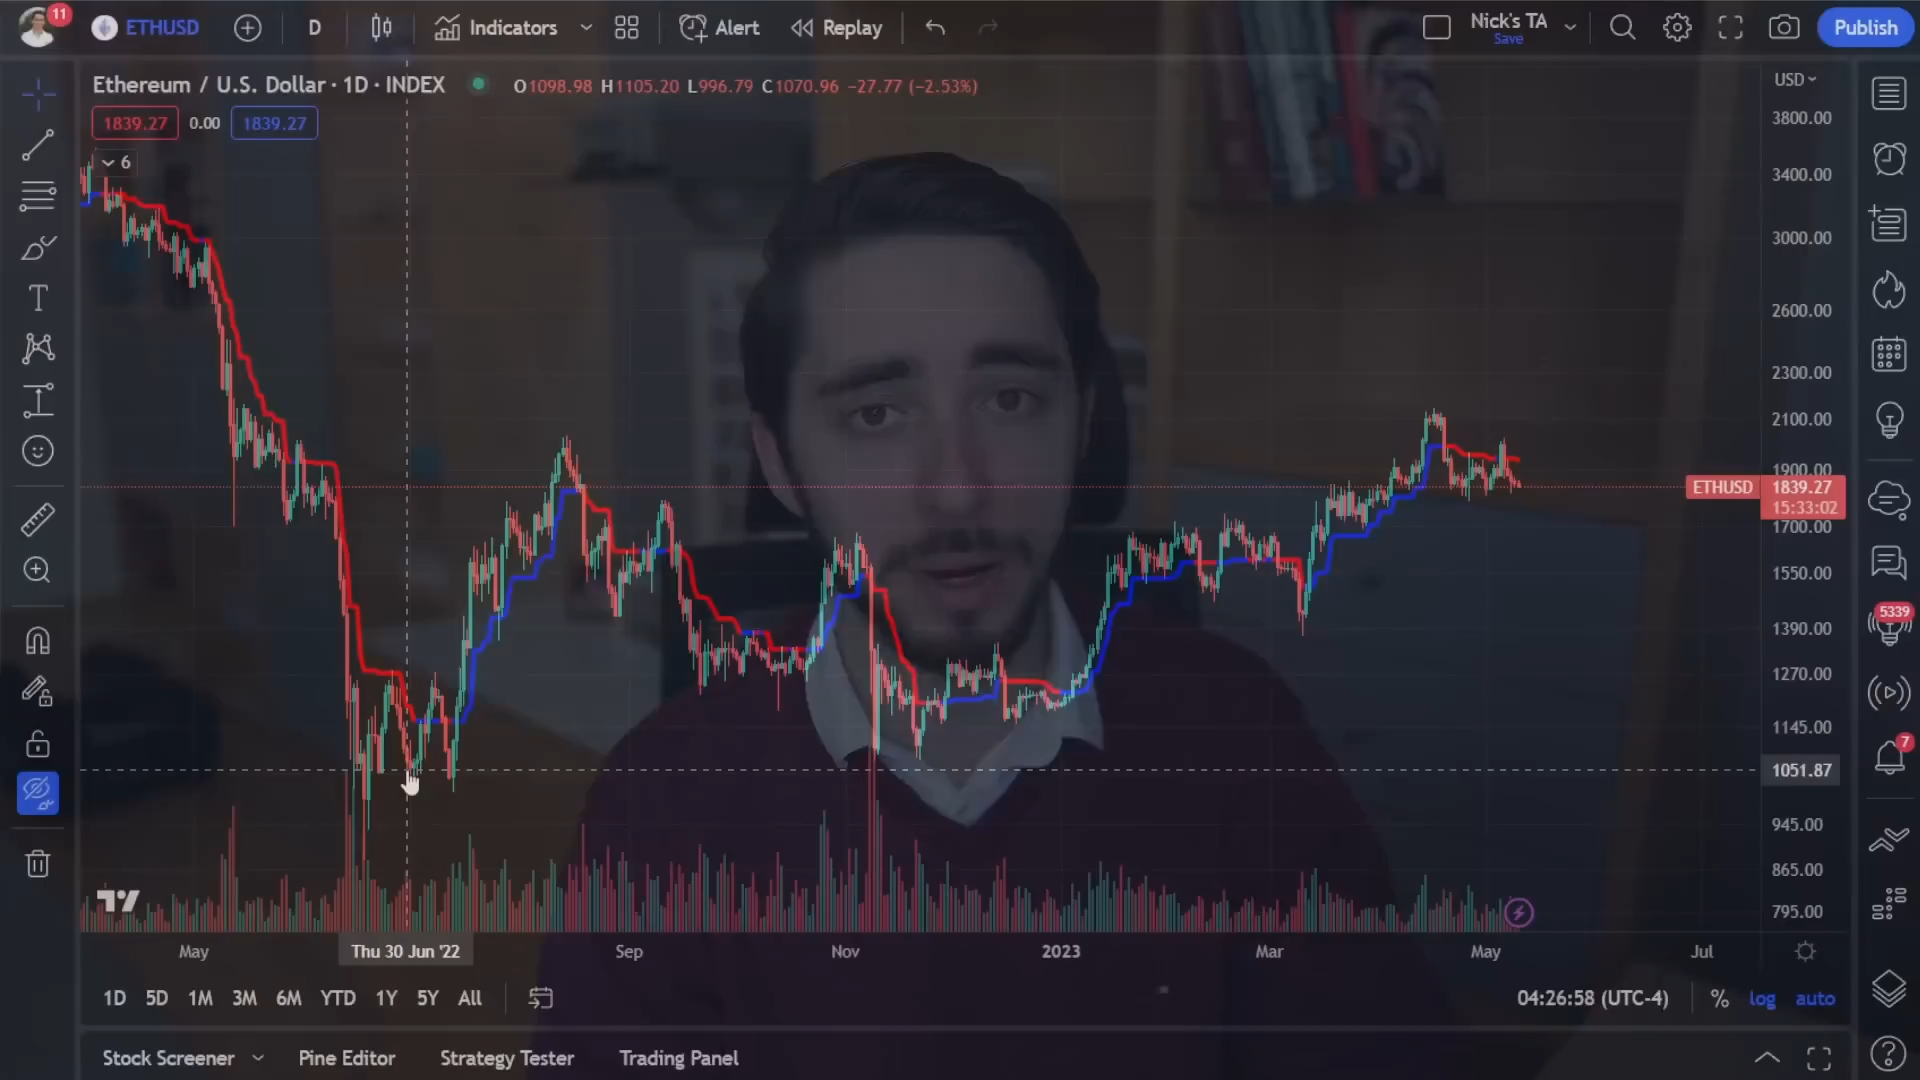 11
ETHUSD
D
Indicators
Alert
Replay
Nick's TA
Save
Publish
Ethereum / U.S. Dollar · 1D · INDEX
O1098.98 H1105.20 L996.79 C1070.96 −27.77 (−2.53%)
USD
1839.27 0.00 1839.27
6
3800.00
3400.00
3000.00
2600.00
2300.00
2100.00
1900.00
ETHUSD 1839.27
15:33:02
1700.00
1550.00
5339
1390.00
1270.00
1145.00
7
1051.87
945.00
865.00
795.00
May
Thu 30 Jun '22
Sep
Nov
2023
Mar
May
Jul
1D 5D 1M 3M 6M YTD 1Y 5Y All
04:26:58 (UTC-4)
%
log
auto
Stock Screener
Pine Editor
Strategy Tester
Trading Panel